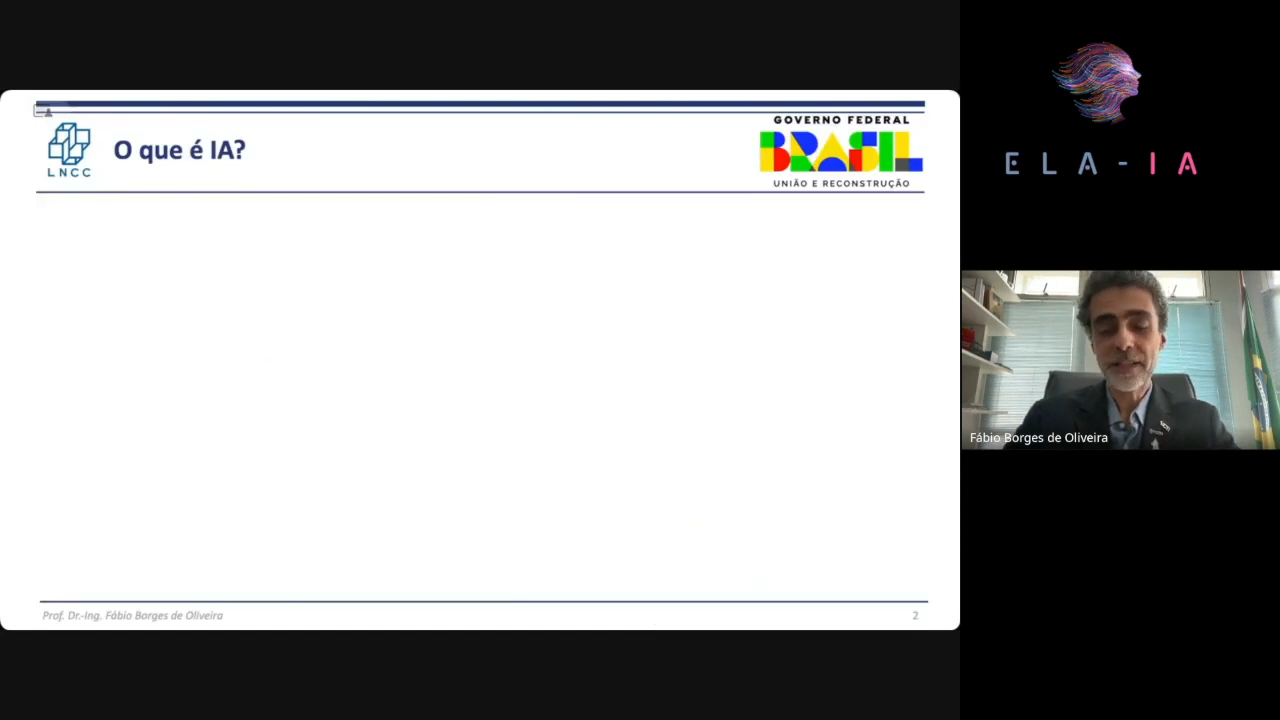 LNCC
O que é IA?
GOVERNO FEDERAL
BRASIL
UNIÃO E RECONSTRUÇÃO
Prof. Dr.-Ing. Fábio Borges de Oliveira
2
ELA-IA
Fábio Borges de Oliveira